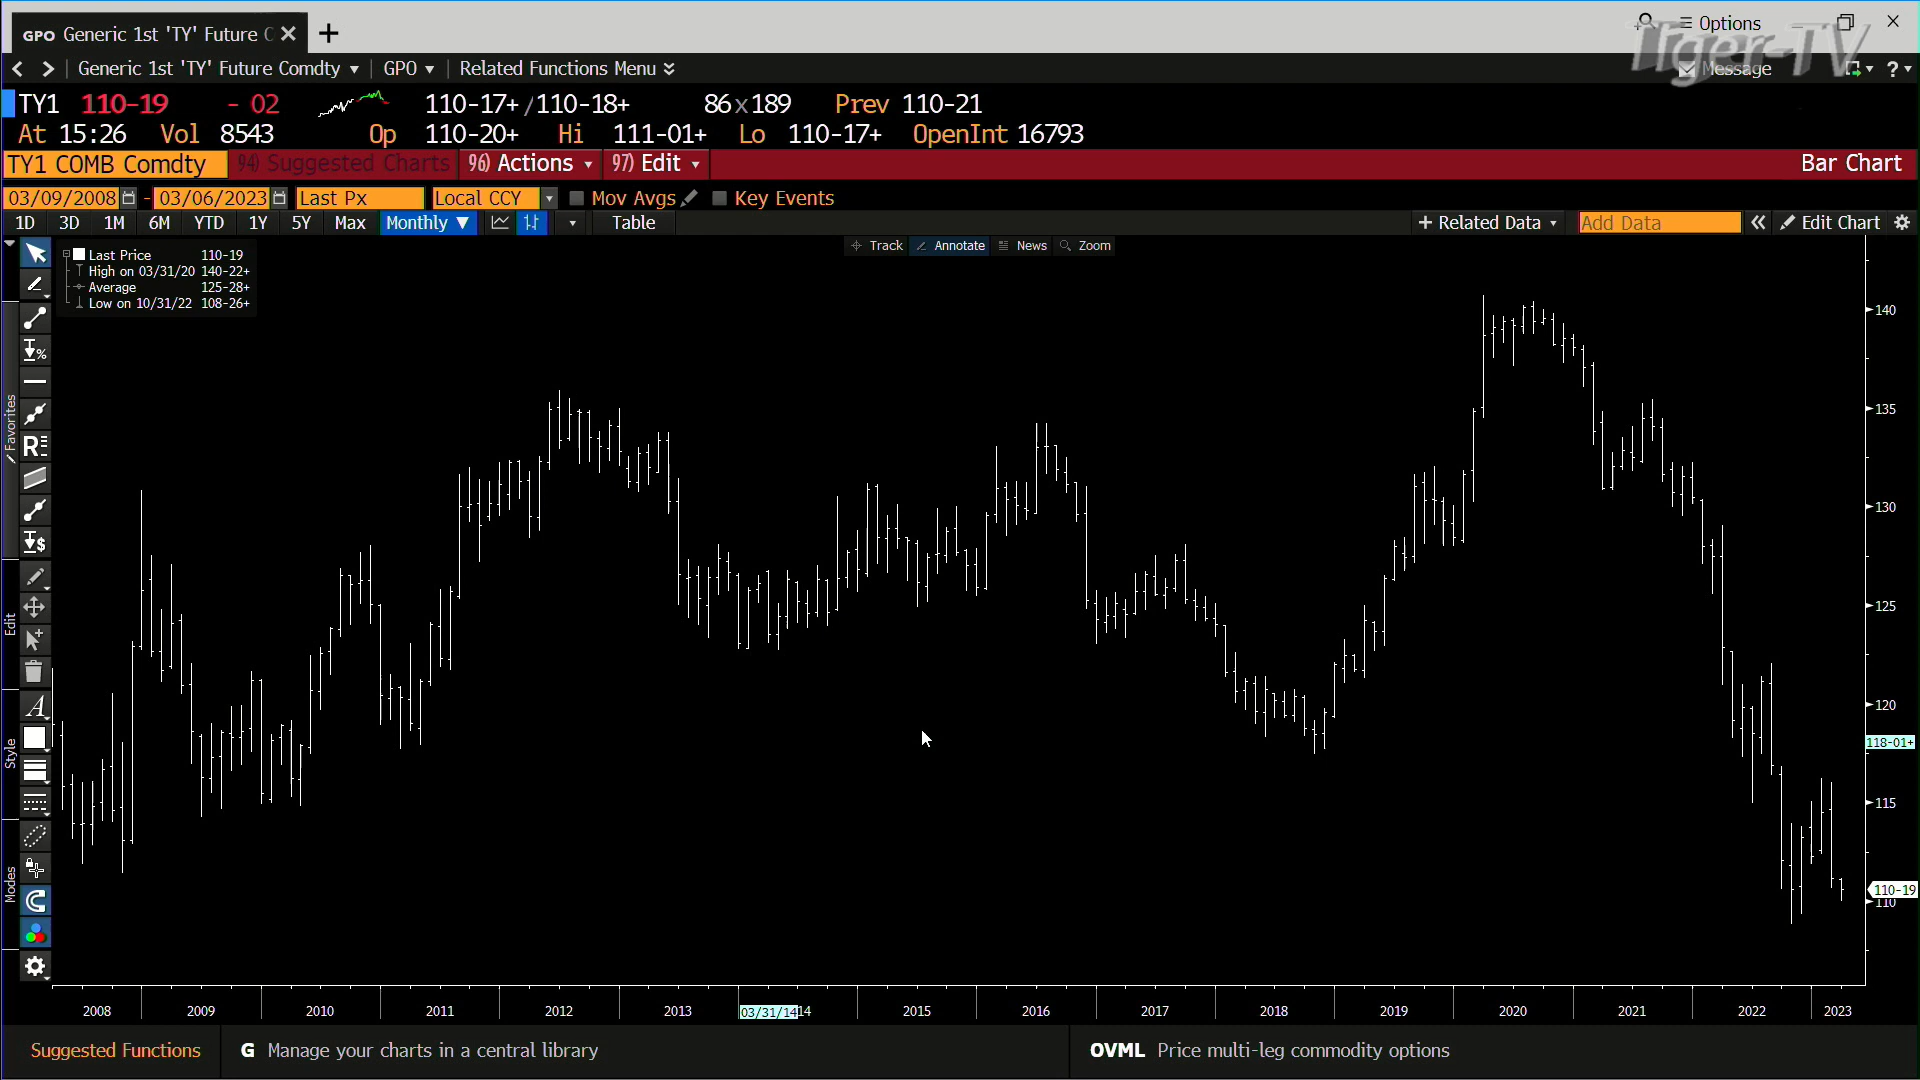 GPO Generic 1st 'TY' Future C
Options
Tiger-TV
Generic 1st 'TY' Future Comdty GPO Related Functions Menu
Message
?
TY1 110-19 - 02 110-17+/110-18+ 86x189 Prev 110-21
At 15:26 Vol 8543 Op 110-20+ Hi 111-01+ Lo 110-17+ OpenInt 16793
TY1 COMB Comdty 94) Suggested Charts 96) Actions 97) Edit Bar Chart
03/09/2008 - 03/06/2023 Last Px Local CCY Mov Avgs Key Events
1D 3D 1M 6M YTD 1Y 5Y Max Monthly ▼ Table + Related Data Add Data « Edit Chart
Track Annotate News Zoom
Last Price 110-19
High on 03/31/20 140-22+
Average 125-28+
Low on 10/31/22 108-26+
Favorites
Edit
Style
Modes
%
R
$
A
140
135
130
125
120
118-01+
115
110-19
110
2008 2009 2010 2011 2012 2013 03/31/14 14 2015 2016 2017 2018 2019 2020 2021 2022 2023
Suggested Functions G Manage your charts in a central library OVML Price multi-leg commodity options